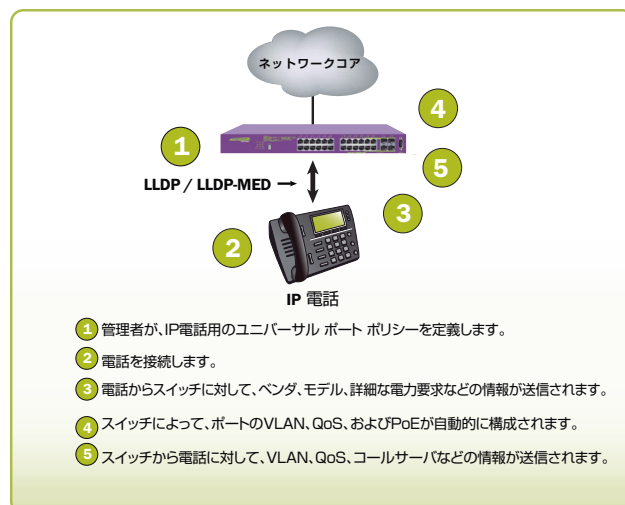 ネットワークコア
4
1
5
LLDP / LLDP-MED →
3
2
IP 電話
1 管理者が、IP電話用のユニバーサル ポート ポリシーを定義します。
2 電話を接続します。
3 電話からスイッチに対して、ベンダ、モデル、詳細な電力要求などの情報が送信されます。
4 スイッチによって、ポートのVLAN、QoS、およびPoEが自動的に構成されます。
5 スイッチから電話に対して、VLAN、QoS、コールサーバなどの情報が送信されます。